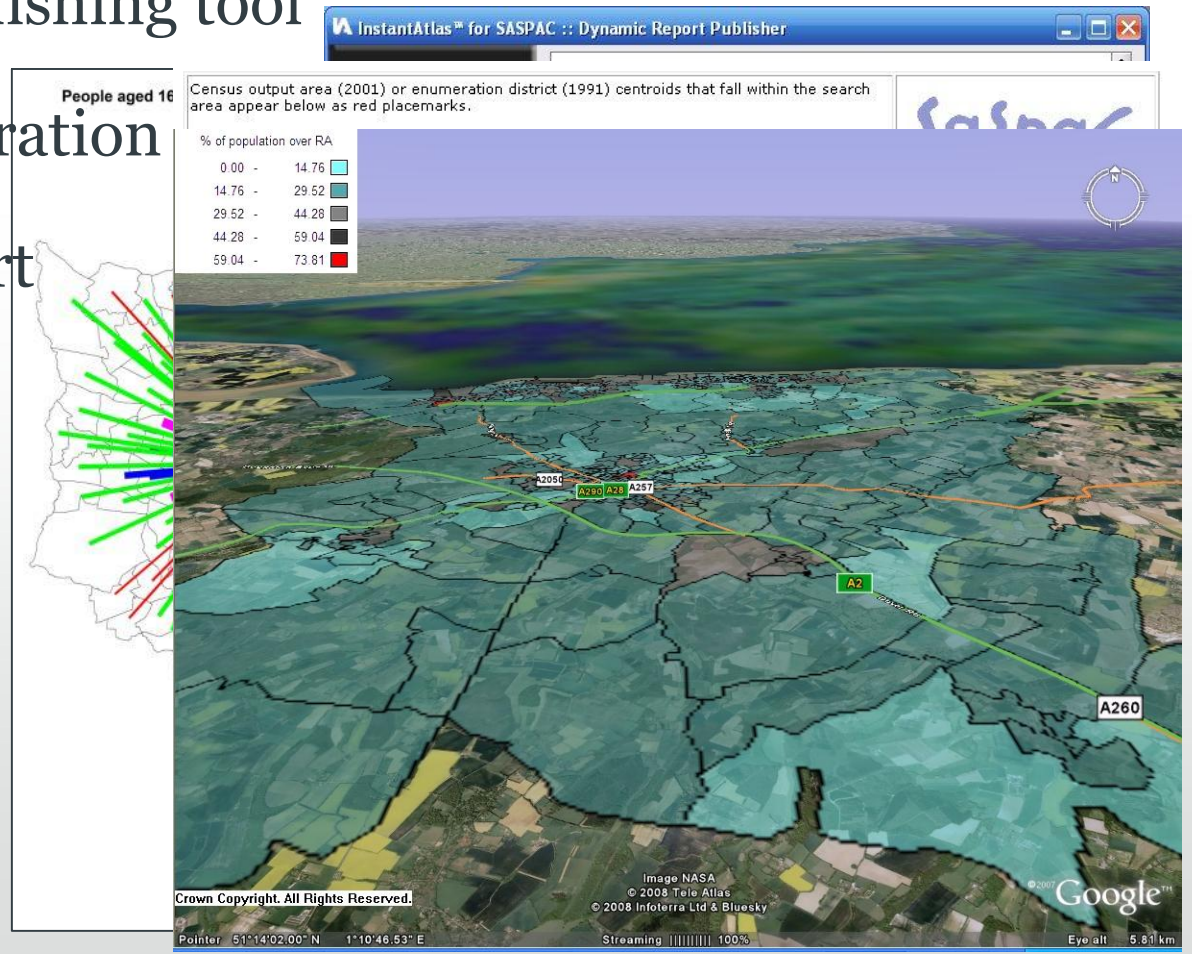 lishing tool
InstantAtlas™ for SASPAC :: Dynamic Report Publisher
People aged 16
Census output area (2001) or enumeration district (1991) centroids that fall within the search
area appear below as red placemarks.
SaSpac
ration
% of population over RA
0.00 - 14.76
14.76 - 29.52
29.52 - 44.28
44.28 - 59.04
59.04 - 73.81
N
rt
A2050
A290
A28
A257
A2
A260
Image NASA
© 2008 Tele Atlas
© 2008 Infoterra Ltd & Bluesky
©2007 Google™
Crown Copyright. All Rights Reserved.
Pointer 51°14'02.00" N 1°10'46.53" E
Streaming |||||||||| 100%
Eye alt 5.81 km